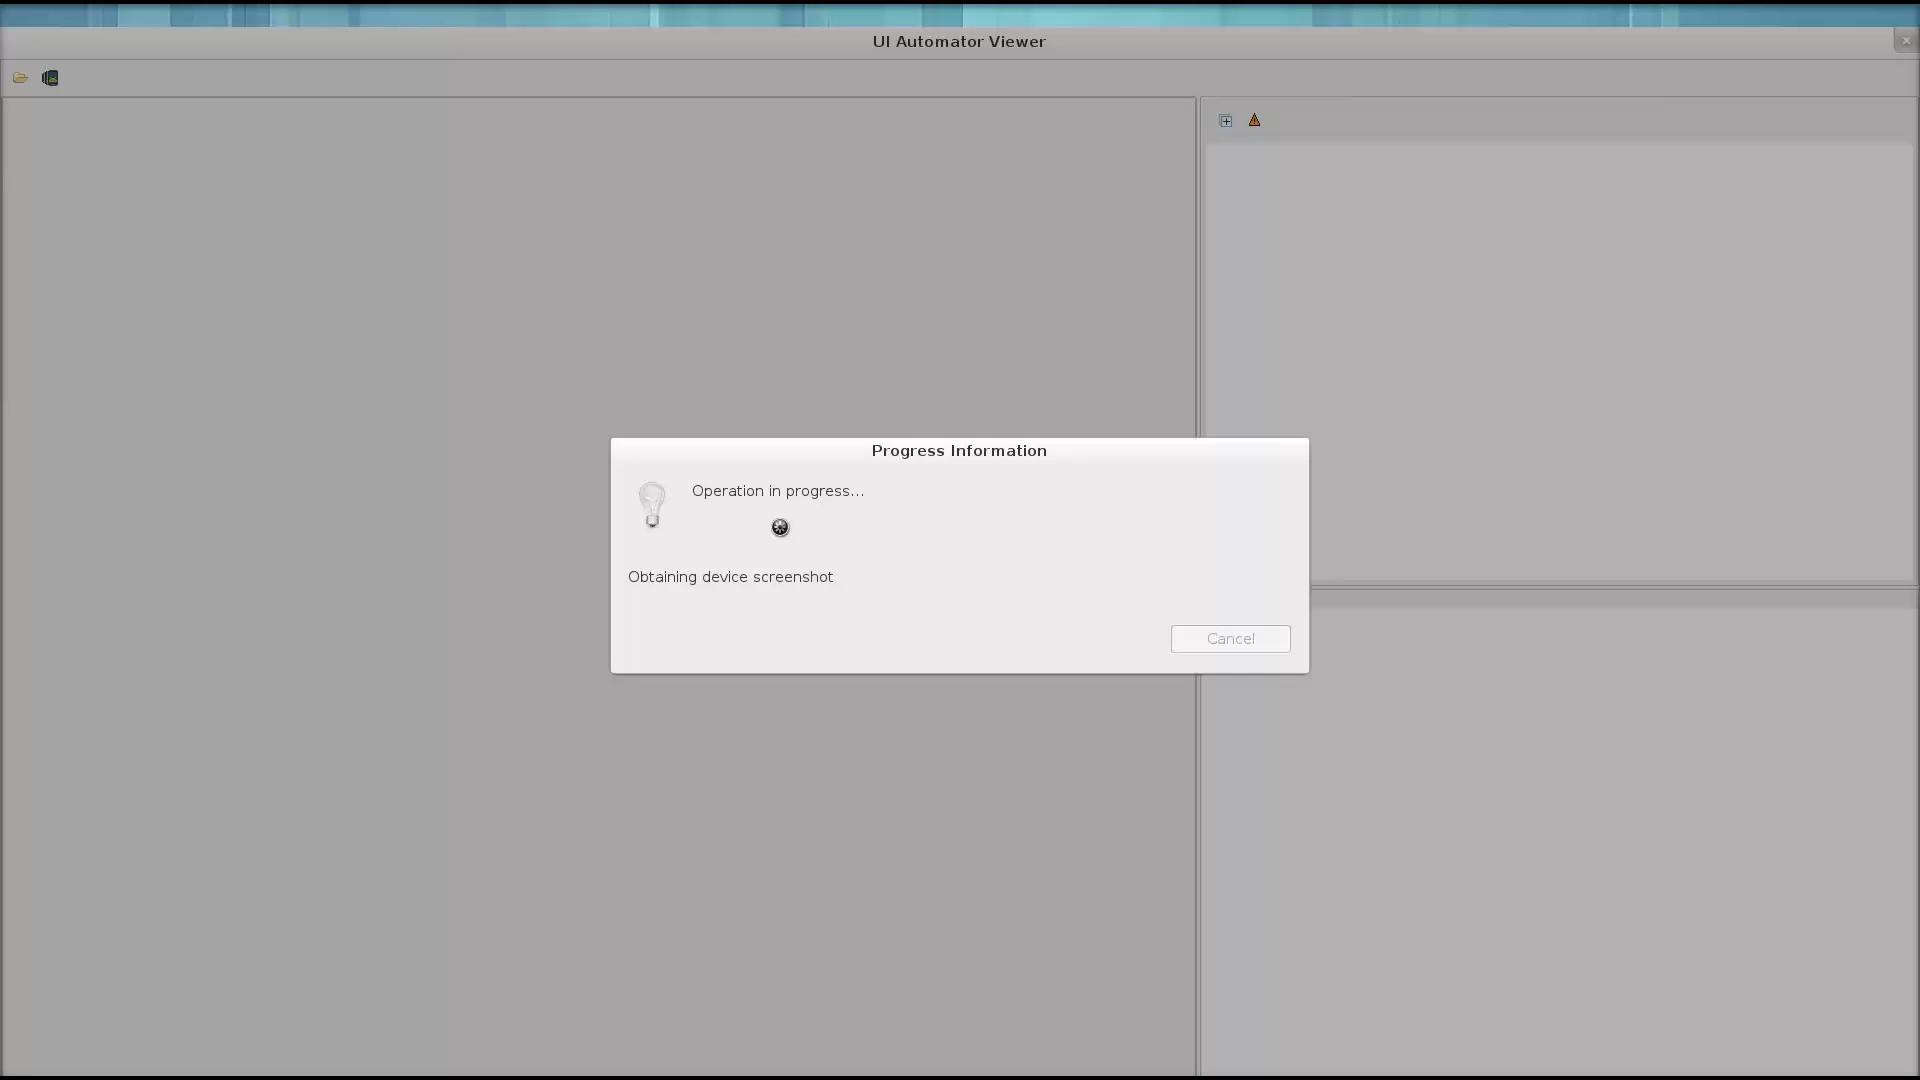 UI Automator Viewer
Progress Information
Operation in progress...
Obtaining device screenshot
Cancel